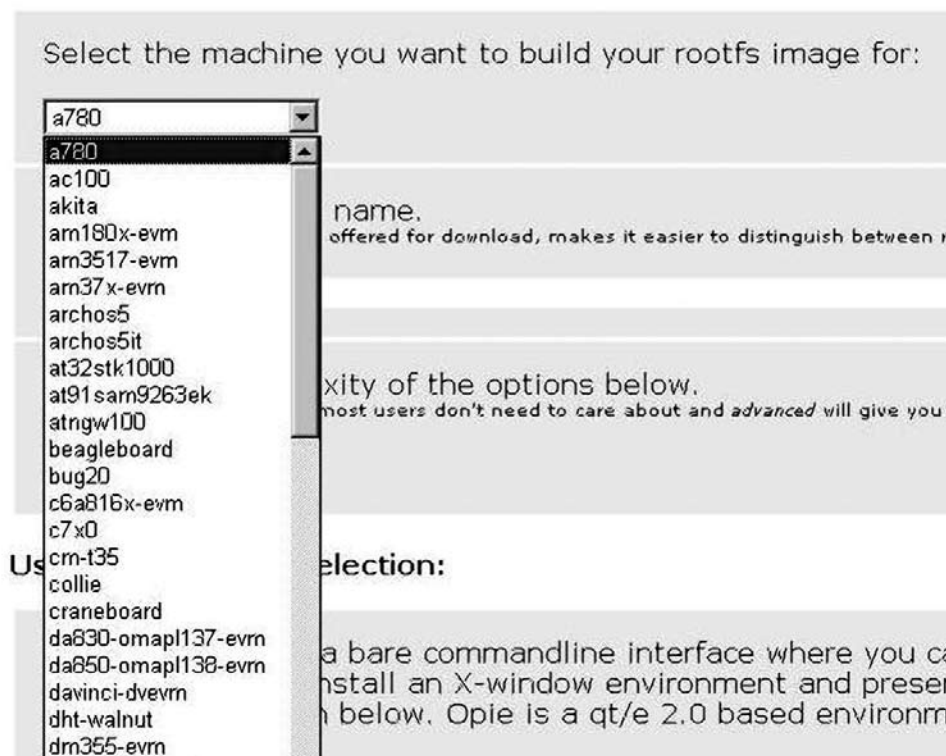 Select the machine you want to build your rootfs image for:
a780
a780
ac100
akita
am180x-evm
am3517-evm
am37x-evm
archos5
archos5it
at32stk1000
at91sam9263ek
atngw100
beagleboard
bug20
c6a816x-evm
c7x0
cm-t35
collie
craneboard
da830-omapl137-evm
da850-omapl138-evm
davinci-dvevm
dht-walnut
dm355-evm
name.
offered for download, makes it easier to distinguish between
xity of the options below.
most users don't need to care about and advanced will give you
Us
election:
a bare commandline interface where you ca
nstall an X-window environment and preser
below. Opie is a qt/e 2.0 based environm